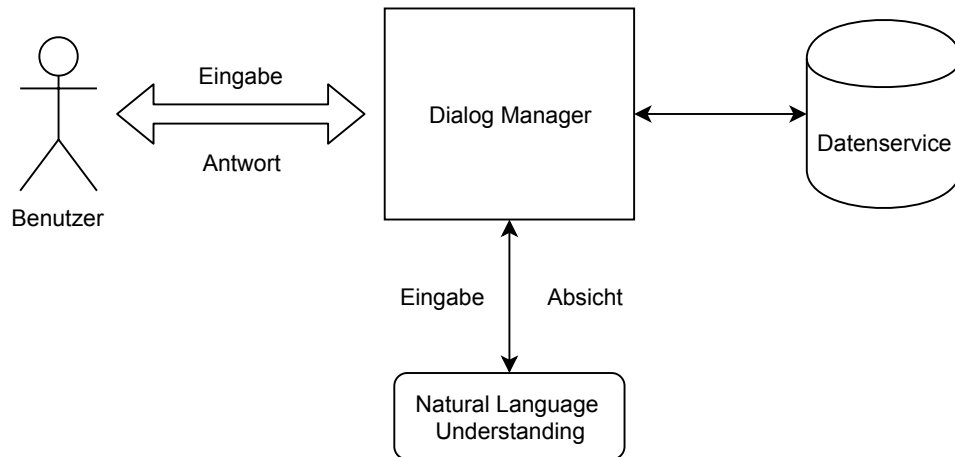 Eingabe
Dialog Manager
Datenservice
Antwort
Benutzer
Eingabe
Absicht
Natural Language
Understanding